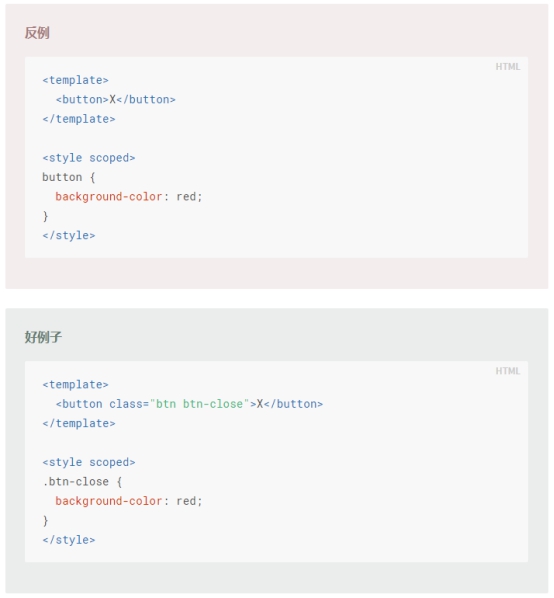 反例
HTML
<template>
  <button>X</button>
</template>

<style scoped>
button {
  background-color: red;
}
</style>
好例子
HTML
<template>
  <button class="btn btn-close">X</button>
</template>

<style scoped>
.btn-close {
  background-color: red;
}
</style>